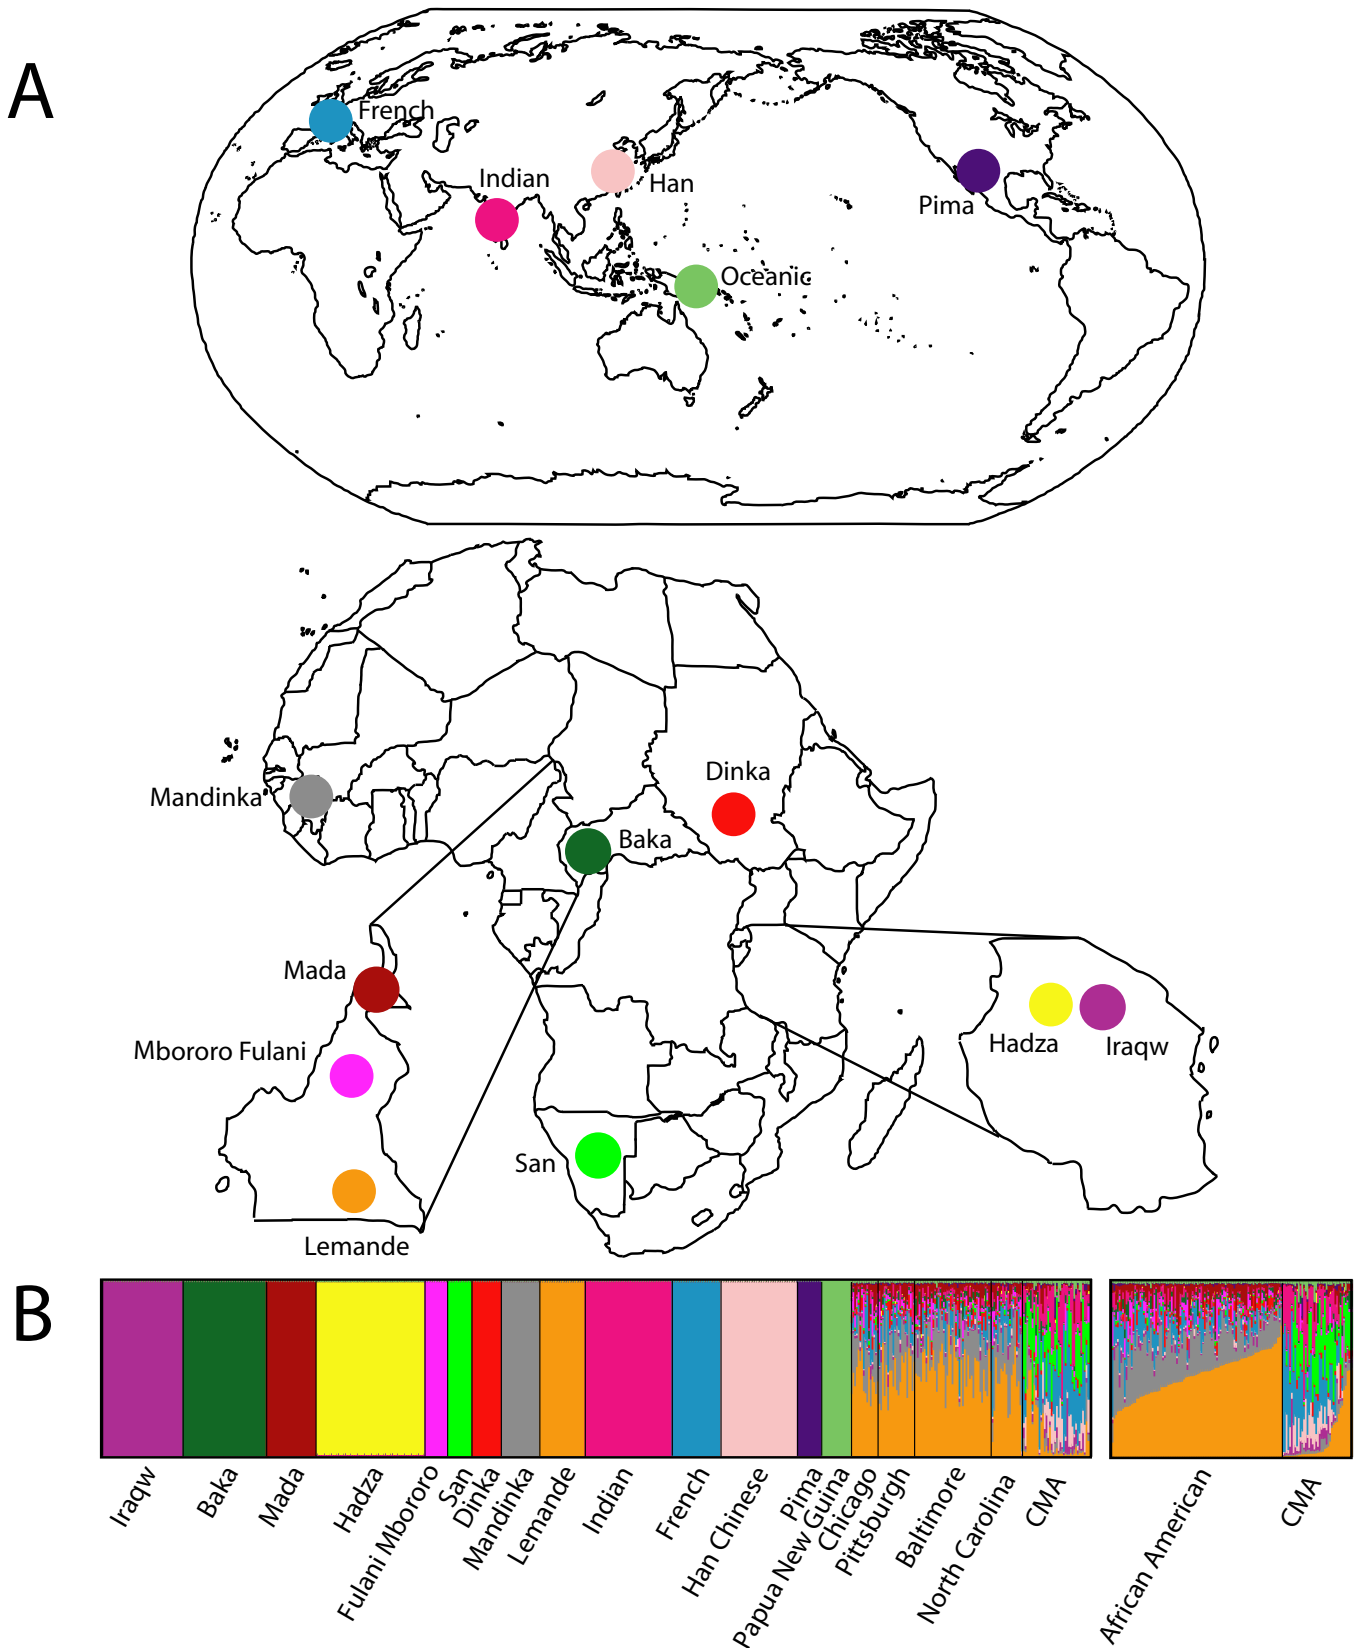 A
French
Indian
Han
Pima
Oceanic
Dinka
Mandinka
Baka
Mada
Mbororo Fulani
Hadza
Iraqw
San
Lemande
B
Iraqw
Baka
Mada
Hadza
Fulani Mbororo
San
Dinka
Mandinka
Lemande
Indian
French
Han Chinese
Pima
Papua New Guina
Chicago
Pittsburgh
Baltimore
North Carolina
CMA
African American
CMA